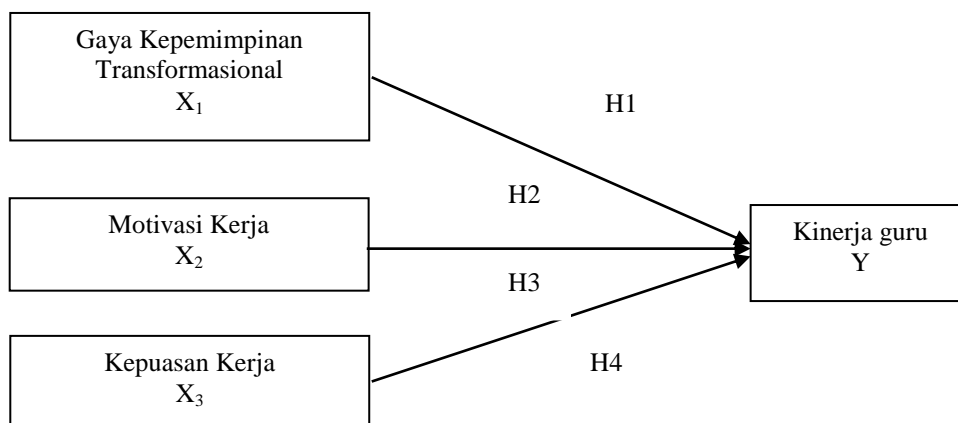 Gaya Kepemimpinan
Transformasional
X₁
H1
H2
Motivasi Kerja
X₂
Kinerja guru
Y
H3
Kepuasan Kerja
X₃
H4